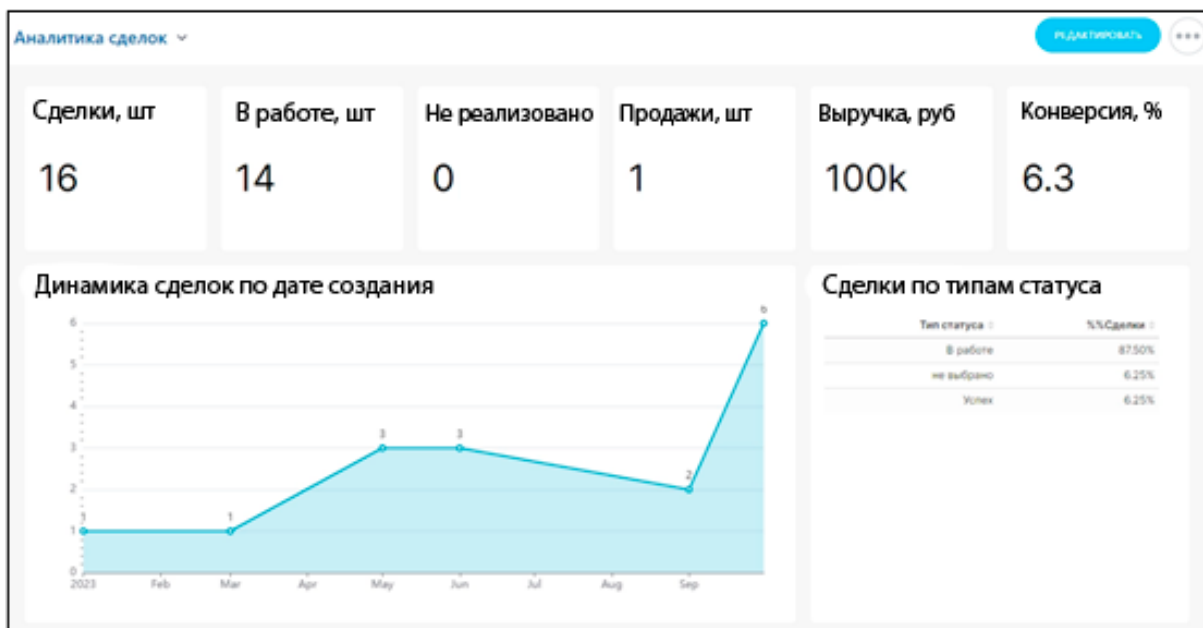 Аналитика сделок
РЕДАКТИРОВАТЬ
Сделки, шт
В работе, шт
Не реализовано
Продажи, шт
Выручка, руб
Конверсия, %
16
14
0
1
100k
6.3
Динамика сделок по дате создания
Сделки по типам статуса
6
5
4
3
2
1
0
1
1
3
3
2
6
2023 Feb Mar Apr May Jun Jul Aug Sep
Тип статуса %%Сделки
В работе 87.50%
не выбрано 6.25%
Успех 6.25%